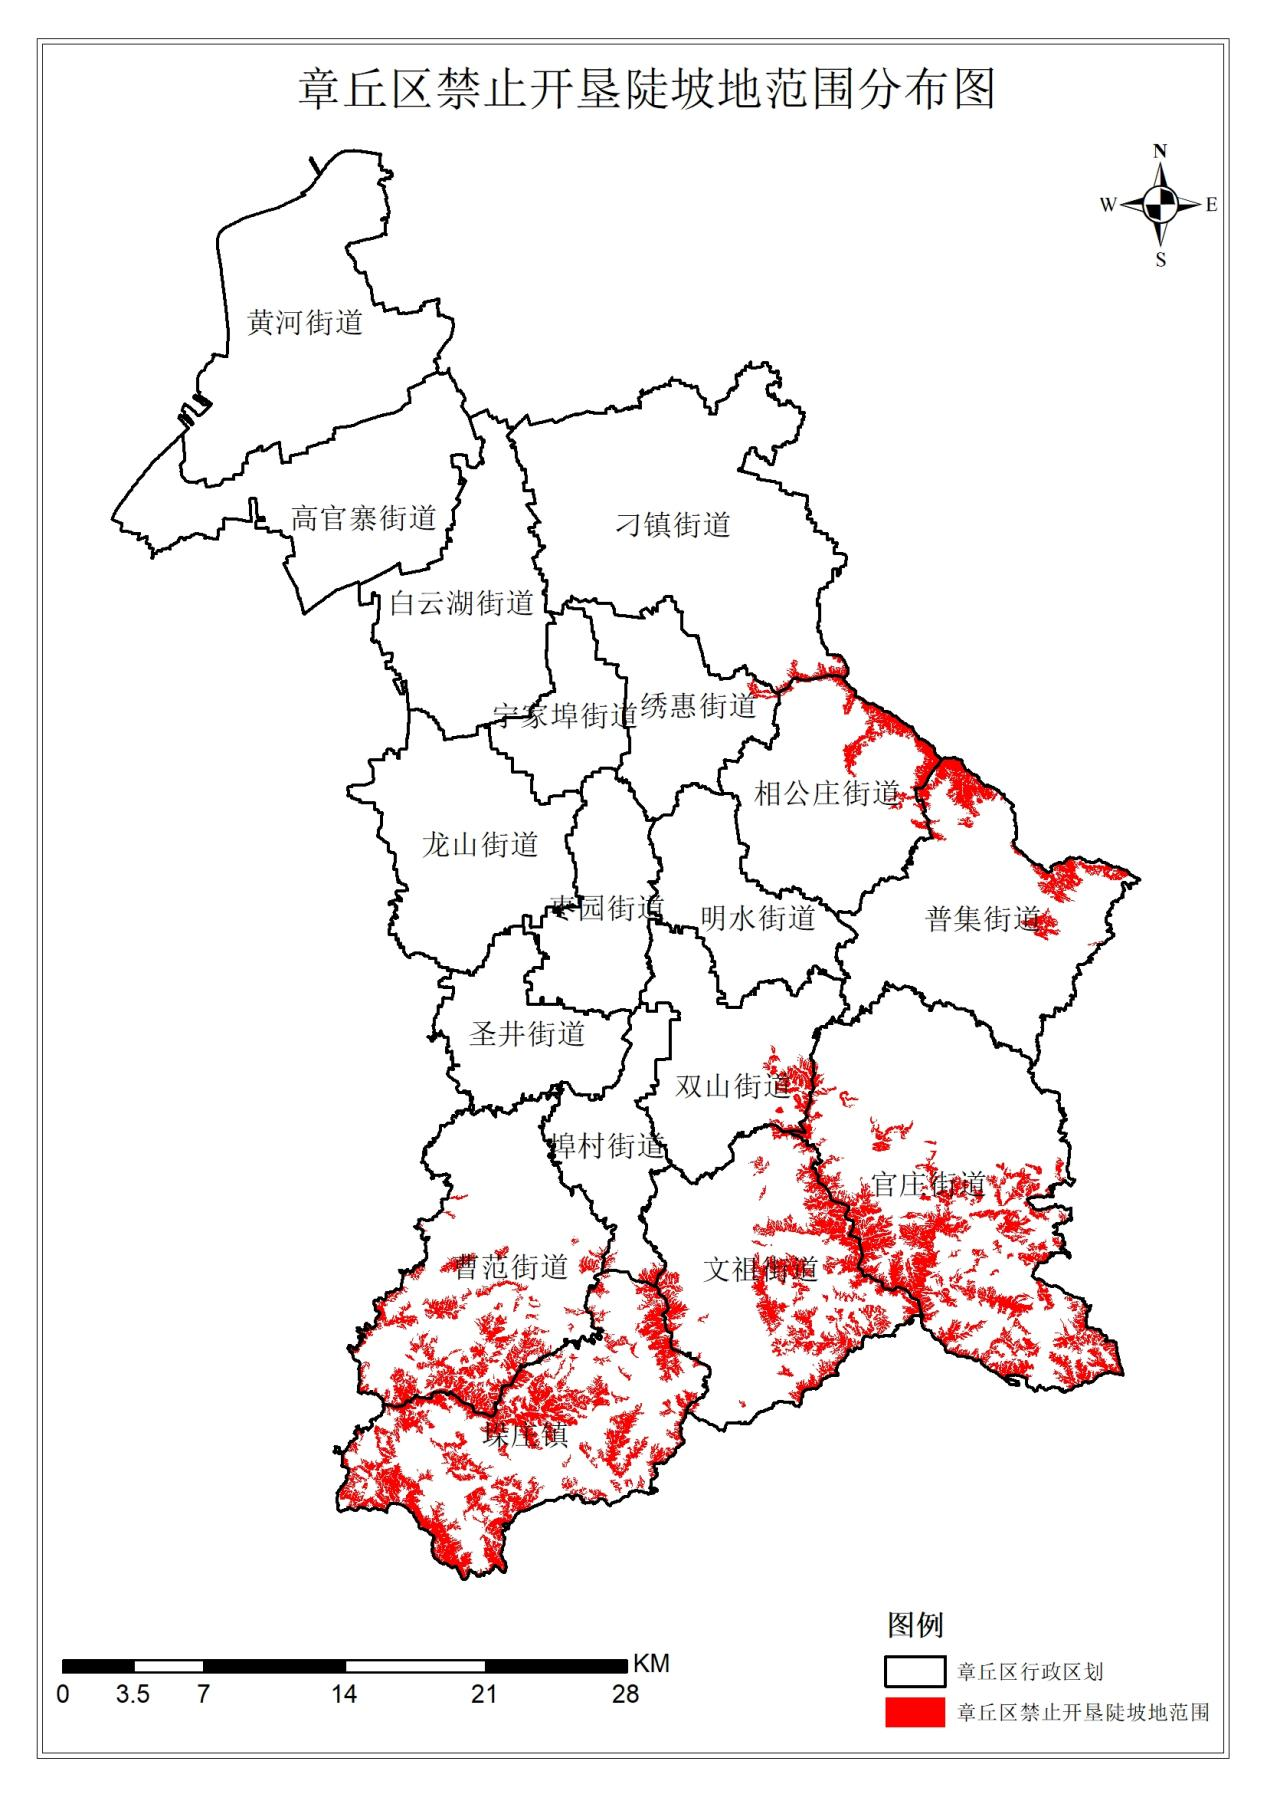 章丘区禁止开垦陡坡地范围分布图
N
W E
S
黄河街道
高官寨街道
刁镇街道
白云湖街道
宁家埠街道
绣惠街道
相公庄街道
龙山街道
枣园街道
明水街道
普集街道
圣井街道
双山街道
埠村街道
官庄街道
曹范街道
文祖街道
垛庄镇
图例
章丘区行政区划
章丘区禁止开垦陡坡地范围
KM
0 3.5 7 14 21 28